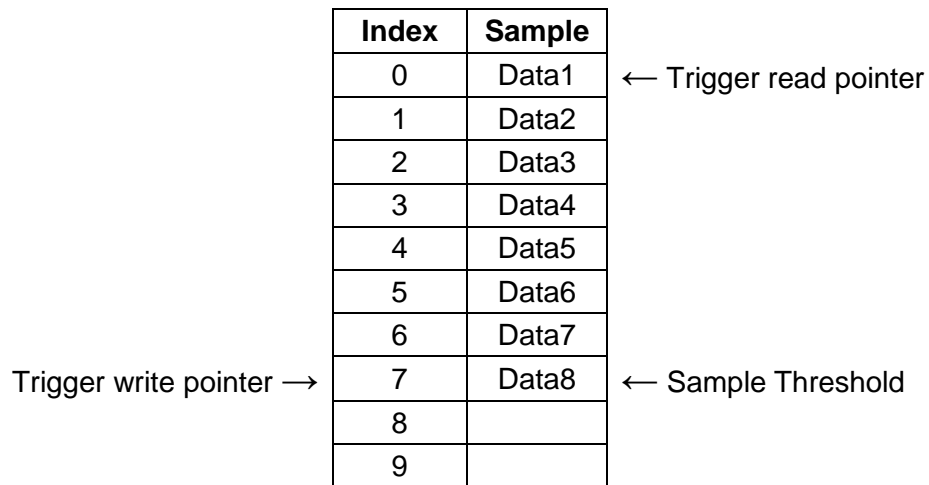 Index Sample
0 Data1 ← Trigger read pointer
1 Data2
2 Data3
3 Data4
4 Data5
5 Data6
6 Data7
Trigger write pointer → 7 Data8 ← Sample Threshold
8
9